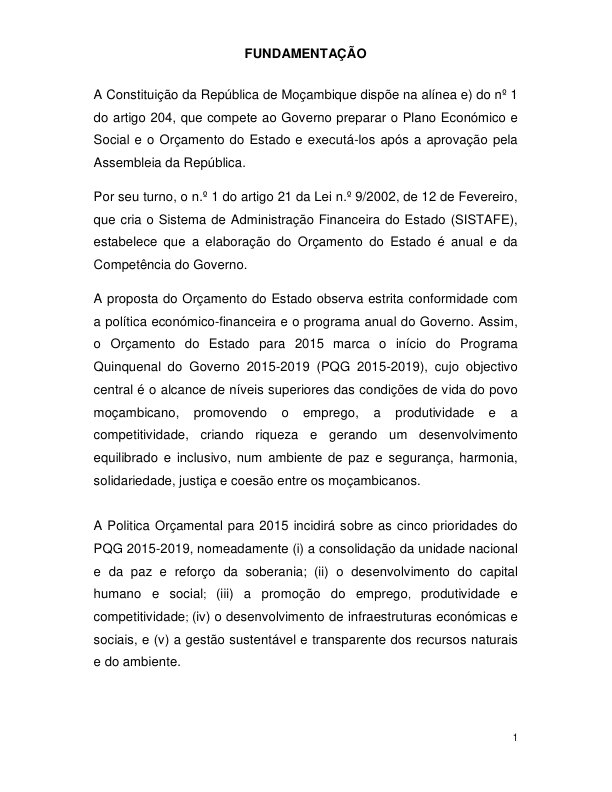 FUNDAMENTAÇÃO
A Constituição da República de Moçambique dispõe na alínea e) do nº 1
do artigo 204, que compete ao Governo preparar o Plano Económico e
Social e o Orçamento do Estado e executá-los após a aprovação pela
Assembleia da República.
Por seu turno, o n.º 1 do artigo 21 da Lei n.º 9/2002, de 12 de Fevereiro,
que cria o Sistema de Administração Financeira do Estado (SISTAFE),
estabelece que a elaboração do Orçamento do Estado é anual e da
Competência do Governo.
A proposta do Orçamento do Estado observa estrita conformidade com
a política económico-financeira e o programa anual do Governo. Assim,
o Orçamento do Estado para 2015 marca o início do Programa
Quinquenal do Governo 2015-2019 (PQG 2015-2019), cujo objectivo
central é o alcance de níveis superiores das condições de vida do povo
moçambicano, promovendo o emprego, a produtividade e a
competitividade, criando riqueza e gerando um desenvolvimento
equilibrado e inclusivo, num ambiente de paz e segurança, harmonia,
solidariedade, justiça e coesão entre os moçambicanos.
A Politica Orçamental para 2015 incidirá sobre as cinco prioridades do
PQG 2015-2019, nomeadamente (i) a consolidação da unidade nacional
e da paz e reforço da soberania; (ii) o desenvolvimento do capital
humano e social; (iii) a promoção do emprego, produtividade e
competitividade; (iv) o desenvolvimento de infraestruturas económicas e
sociais, e (v) a gestão sustentável e transparente dos recursos naturais
e do ambiente.
1